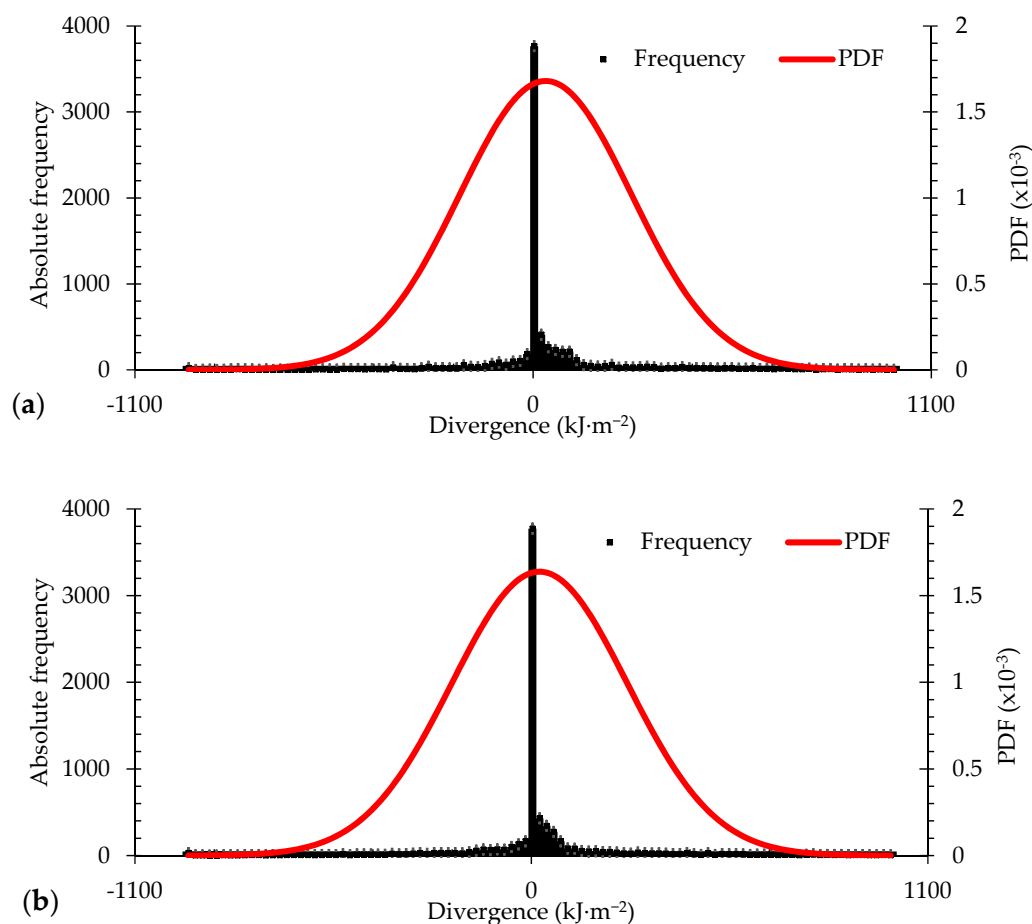 4000
3000
2000
1000
0
Absolute frequency
Frequency
PDF
2
1.5
1
0.5
0
PDF (x10-3)
-1100
0
1100
Divergence (kJ·m−2)
(a)
4000
3000
2000
1000
0
Absolute frequency
Frequency
PDF
2
1.5
1
0.5
0
PDF (x10-3)
-1100
0
1100
Divergence (kJ·m−2)
(b)